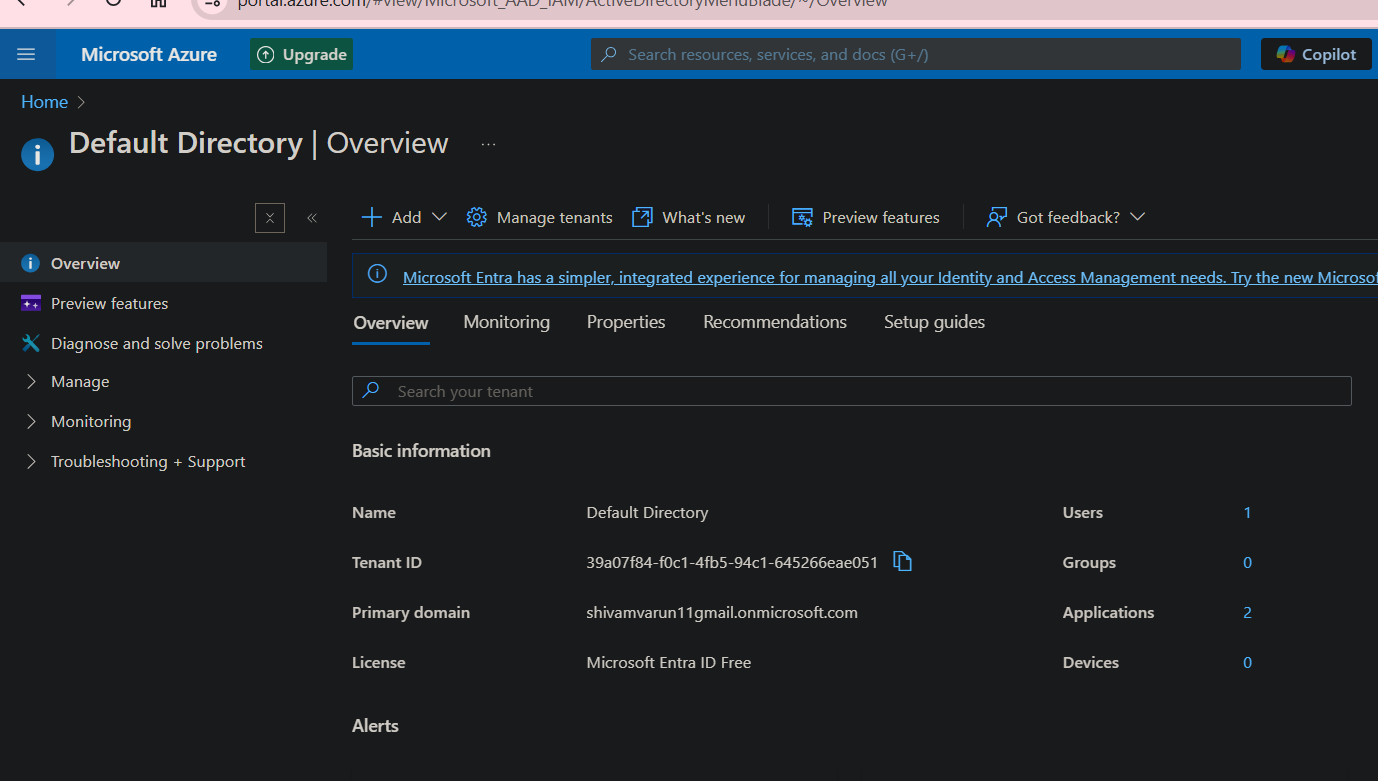 portal.azure.com/#view/Microsoft_AAD_IAM/ActiveDirectoryMenuBlade/~/Overview
Microsoft Azure Upgrade Search resources, services, and docs (G+/) Copilot
Home
Default Directory | Overview ...
Add Manage tenants What's new Preview features Got feedback?
Overview
Preview features
Diagnose and solve problems
Manage
Monitoring
Troubleshooting + Support
Microsoft Entra has a simpler, integrated experience for managing all your Identity and Access Management needs. Try the new
Overview Monitoring Properties Recommendations Setup guides
Search your tenant
Basic information
Name Default Directory Users 1
Tenant ID 39a07f84-f0c1-4fb5-94c1-645266eae051 Groups 0
Primary domain shivamvarun11gmail.onmicrosoft.com Applications 2
License Microsoft Entra ID Free Devices 0
Alerts